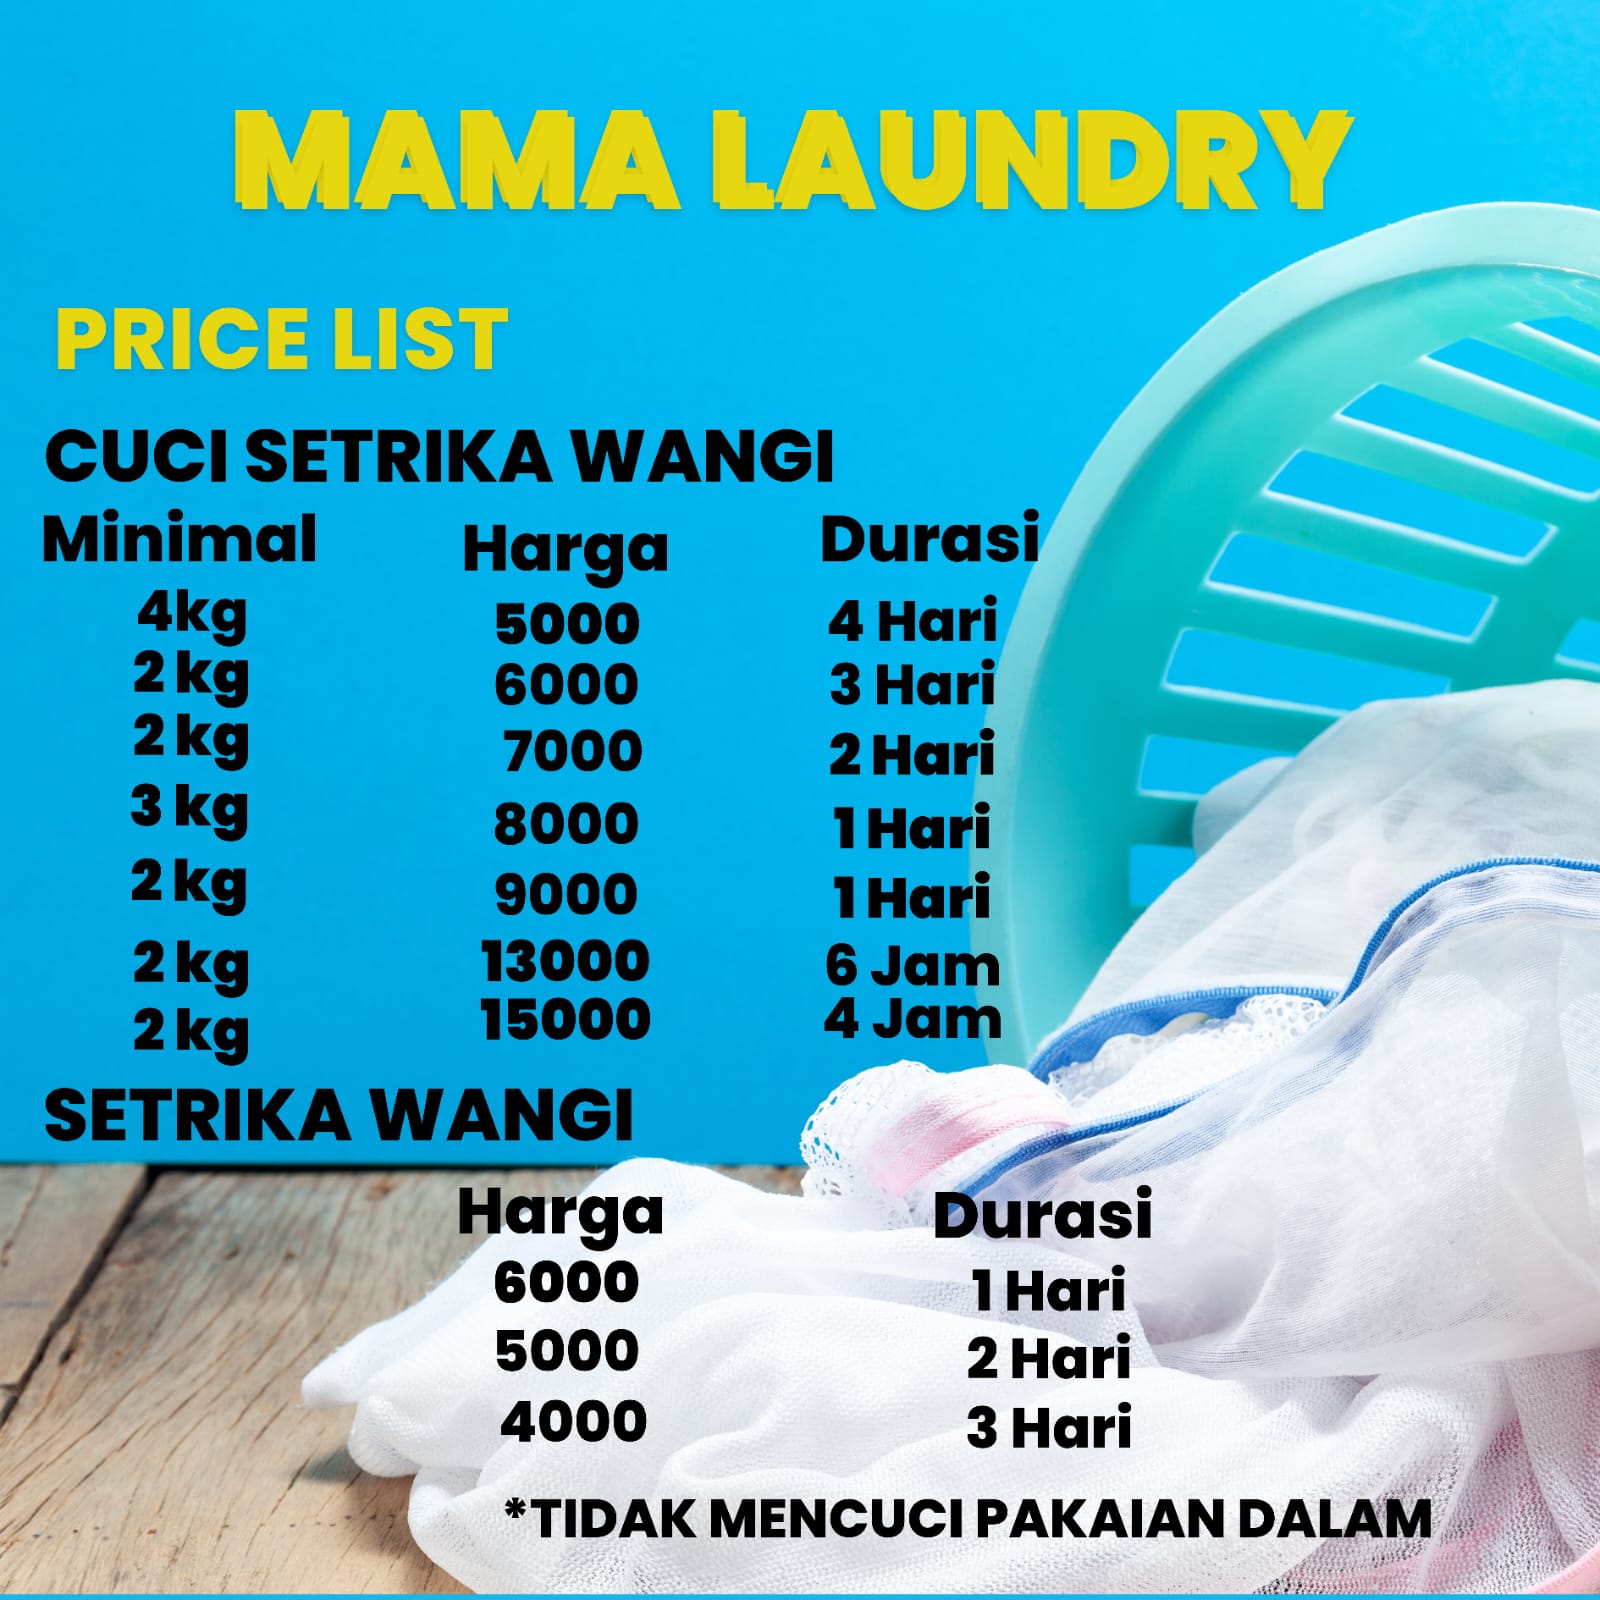 MAMA LAUNDRY
PRICE LIST
CUCI SETRIKA WANGI
Minimal Harga Durasi
4kg 5000 4 Hari
2 kg 6000 3 Hari
2 kg 7000 2 Hari
3 kg 8000 1 Hari
2 kg 9000 1 Hari
2 kg 13000 6 Jam
2 kg 15000 4 Jam
SETRIKA WANGI
Harga Durasi
6000 1 Hari
5000 2 Hari
4000 3 Hari
*TIDAK MENCUCI PAKAIAN DALAM